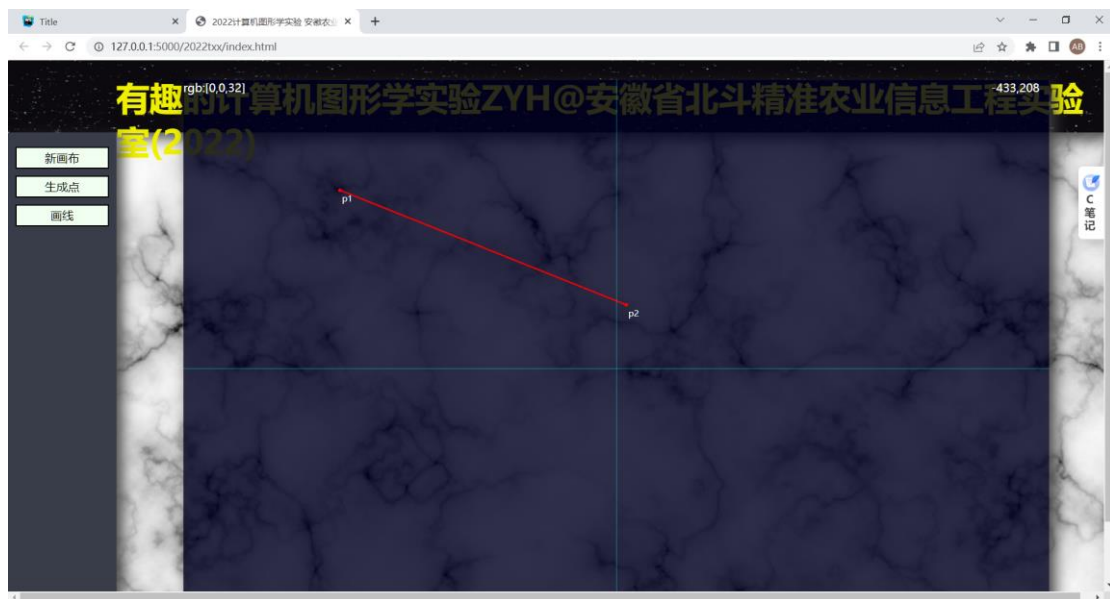 Title
2022计算机图形学实验 安徽农业
127.0.0.1:5000/2022txx/index.html
AB
有趣的计算机图形学实验ZYH@安徽省北斗精准农业信息工程实验
室(2022)
rgb:[0,0,32]
-433,208
新画布
生成点
画线
p1
p2
C
笔
记